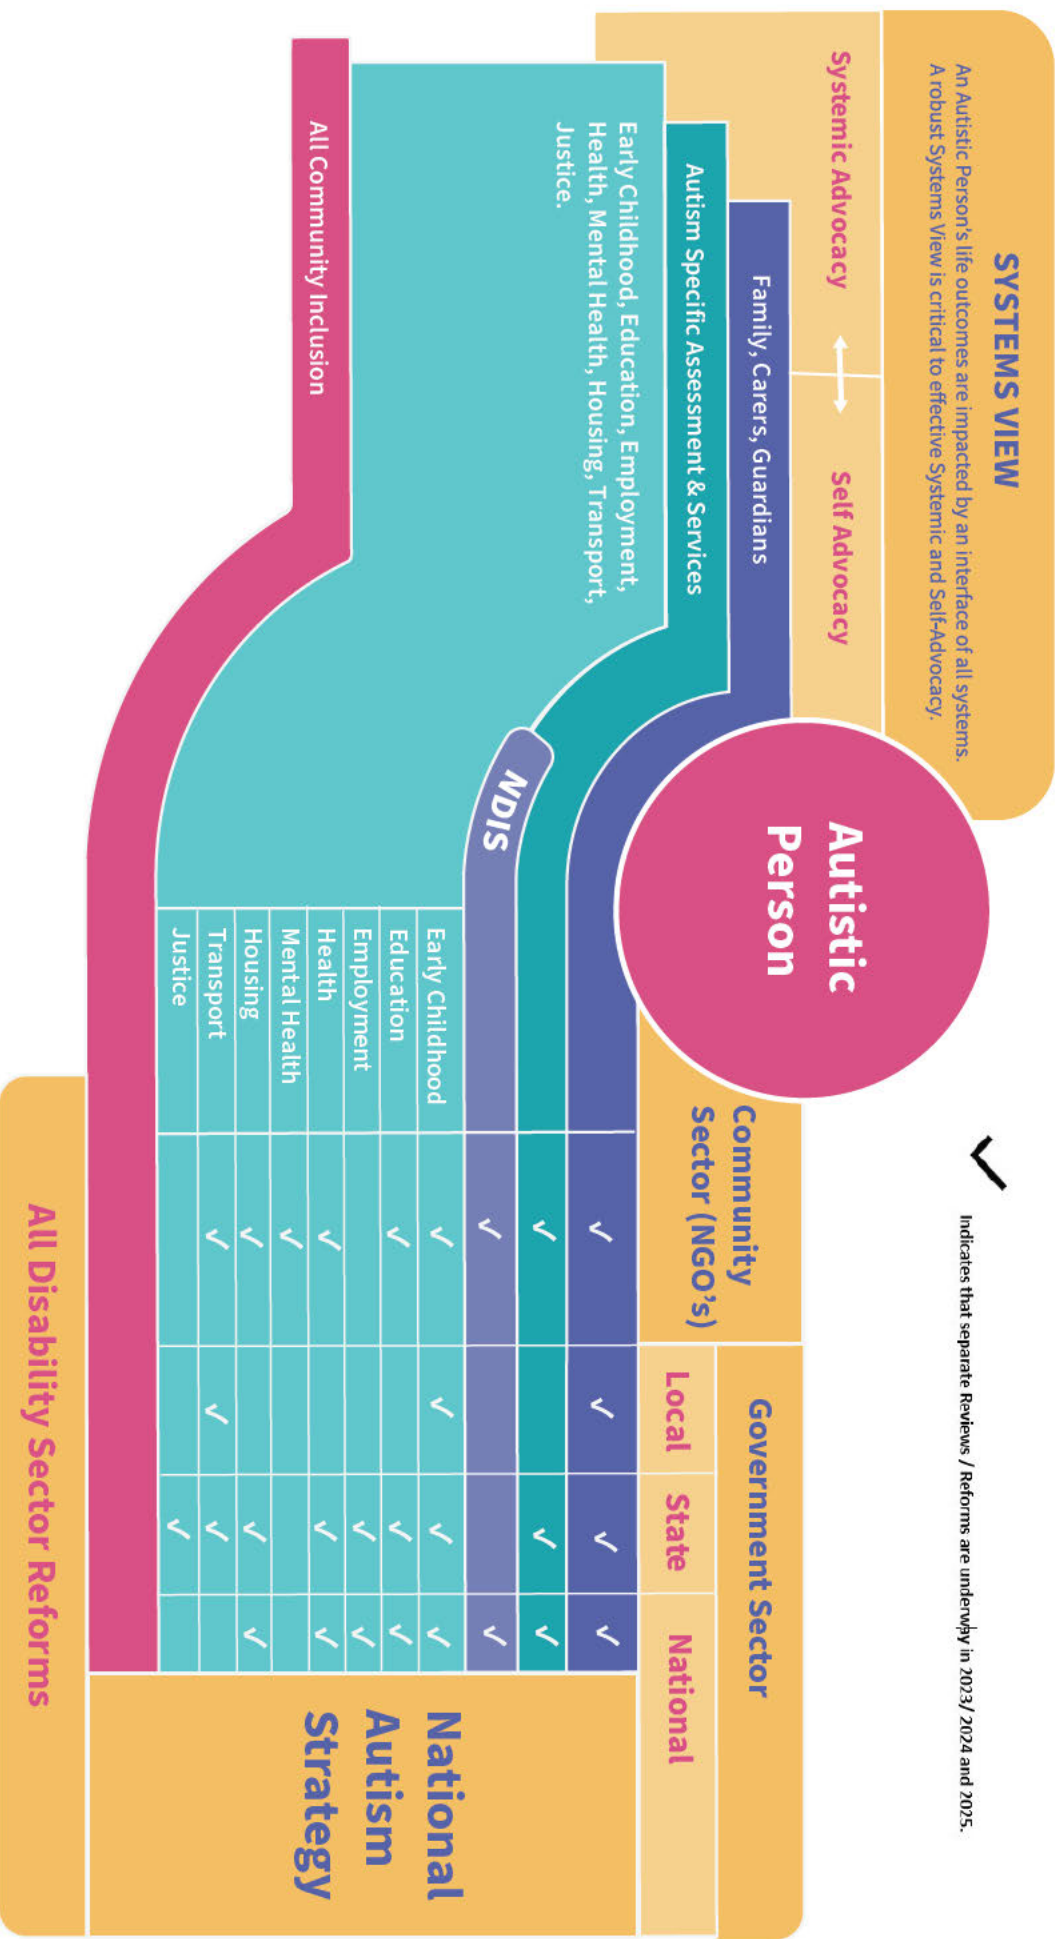 SYSTEMS VIEW
An Autistic Person's life outcomes are impacted by an interface of all systems.
A robust Systems View is critical to effective Systemic and Self-Advocacy.
Systemic Advocacy
Self Advocacy
Family, Carers, Guardians
Autism Specific Assessment & Services
Early Childhood, Education, Employment,
Health, Mental Health, Housing, Transport,
Justice.
All Community Inclusion
Autistic
Person
NDIS
✓ Indicates that separate Reviews / Reforms are underway in 2023/ 2024 and 2025.
Community
Sector (NGO's)
Government Sector
Local State National
✓ ✓ ✓ ✓
✓ ✓ ✓
✓ ✓
Early Childhood ✓ ✓ ✓ ✓
Education ✓ ✓ ✓
Employment ✓ ✓
Health ✓ ✓ ✓
Mental Health ✓
Housing ✓ ✓ ✓
Transport ✓ ✓ ✓
Justice ✓
National
Autism
Strategy
All Disability Sector Reforms